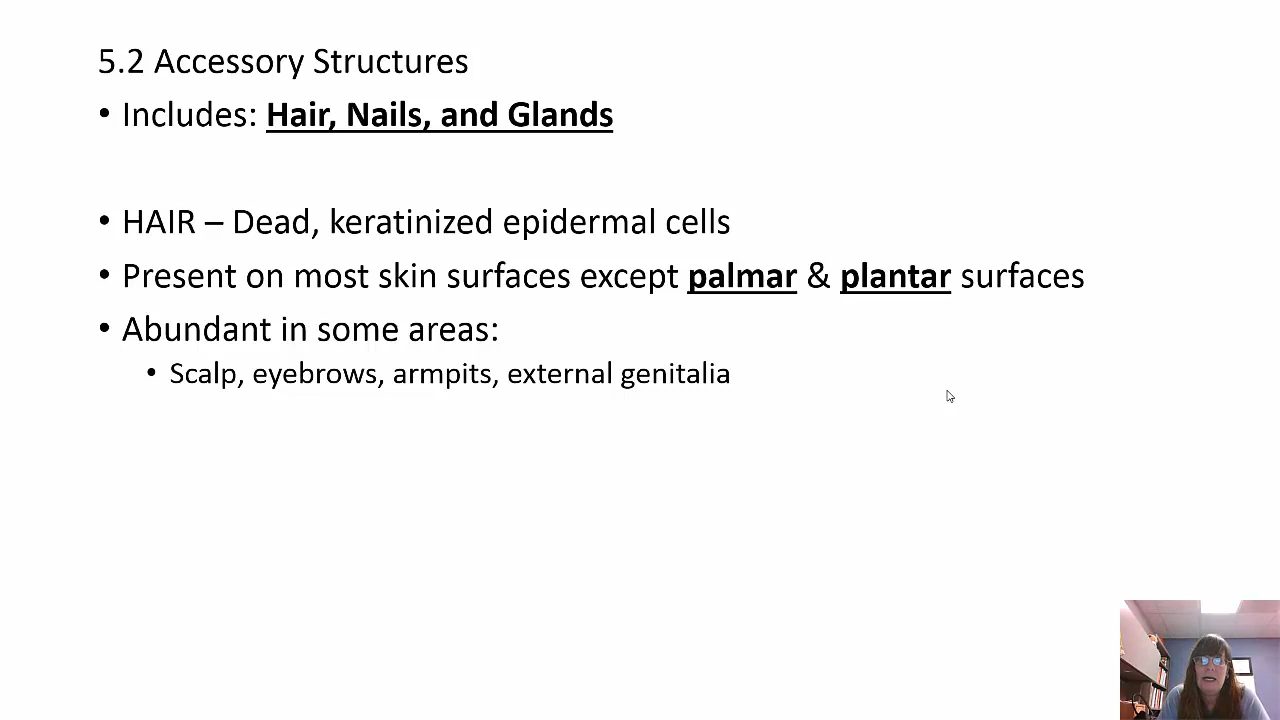 5.2 Accessory Structures
• Includes: Hair, Nails, and Glands
• HAIR – Dead, keratinized epidermal cells
• Present on most skin surfaces except palmar & plantar surfaces
• Abundant in some areas:
• Scalp, eyebrows, armpits, external genitalia